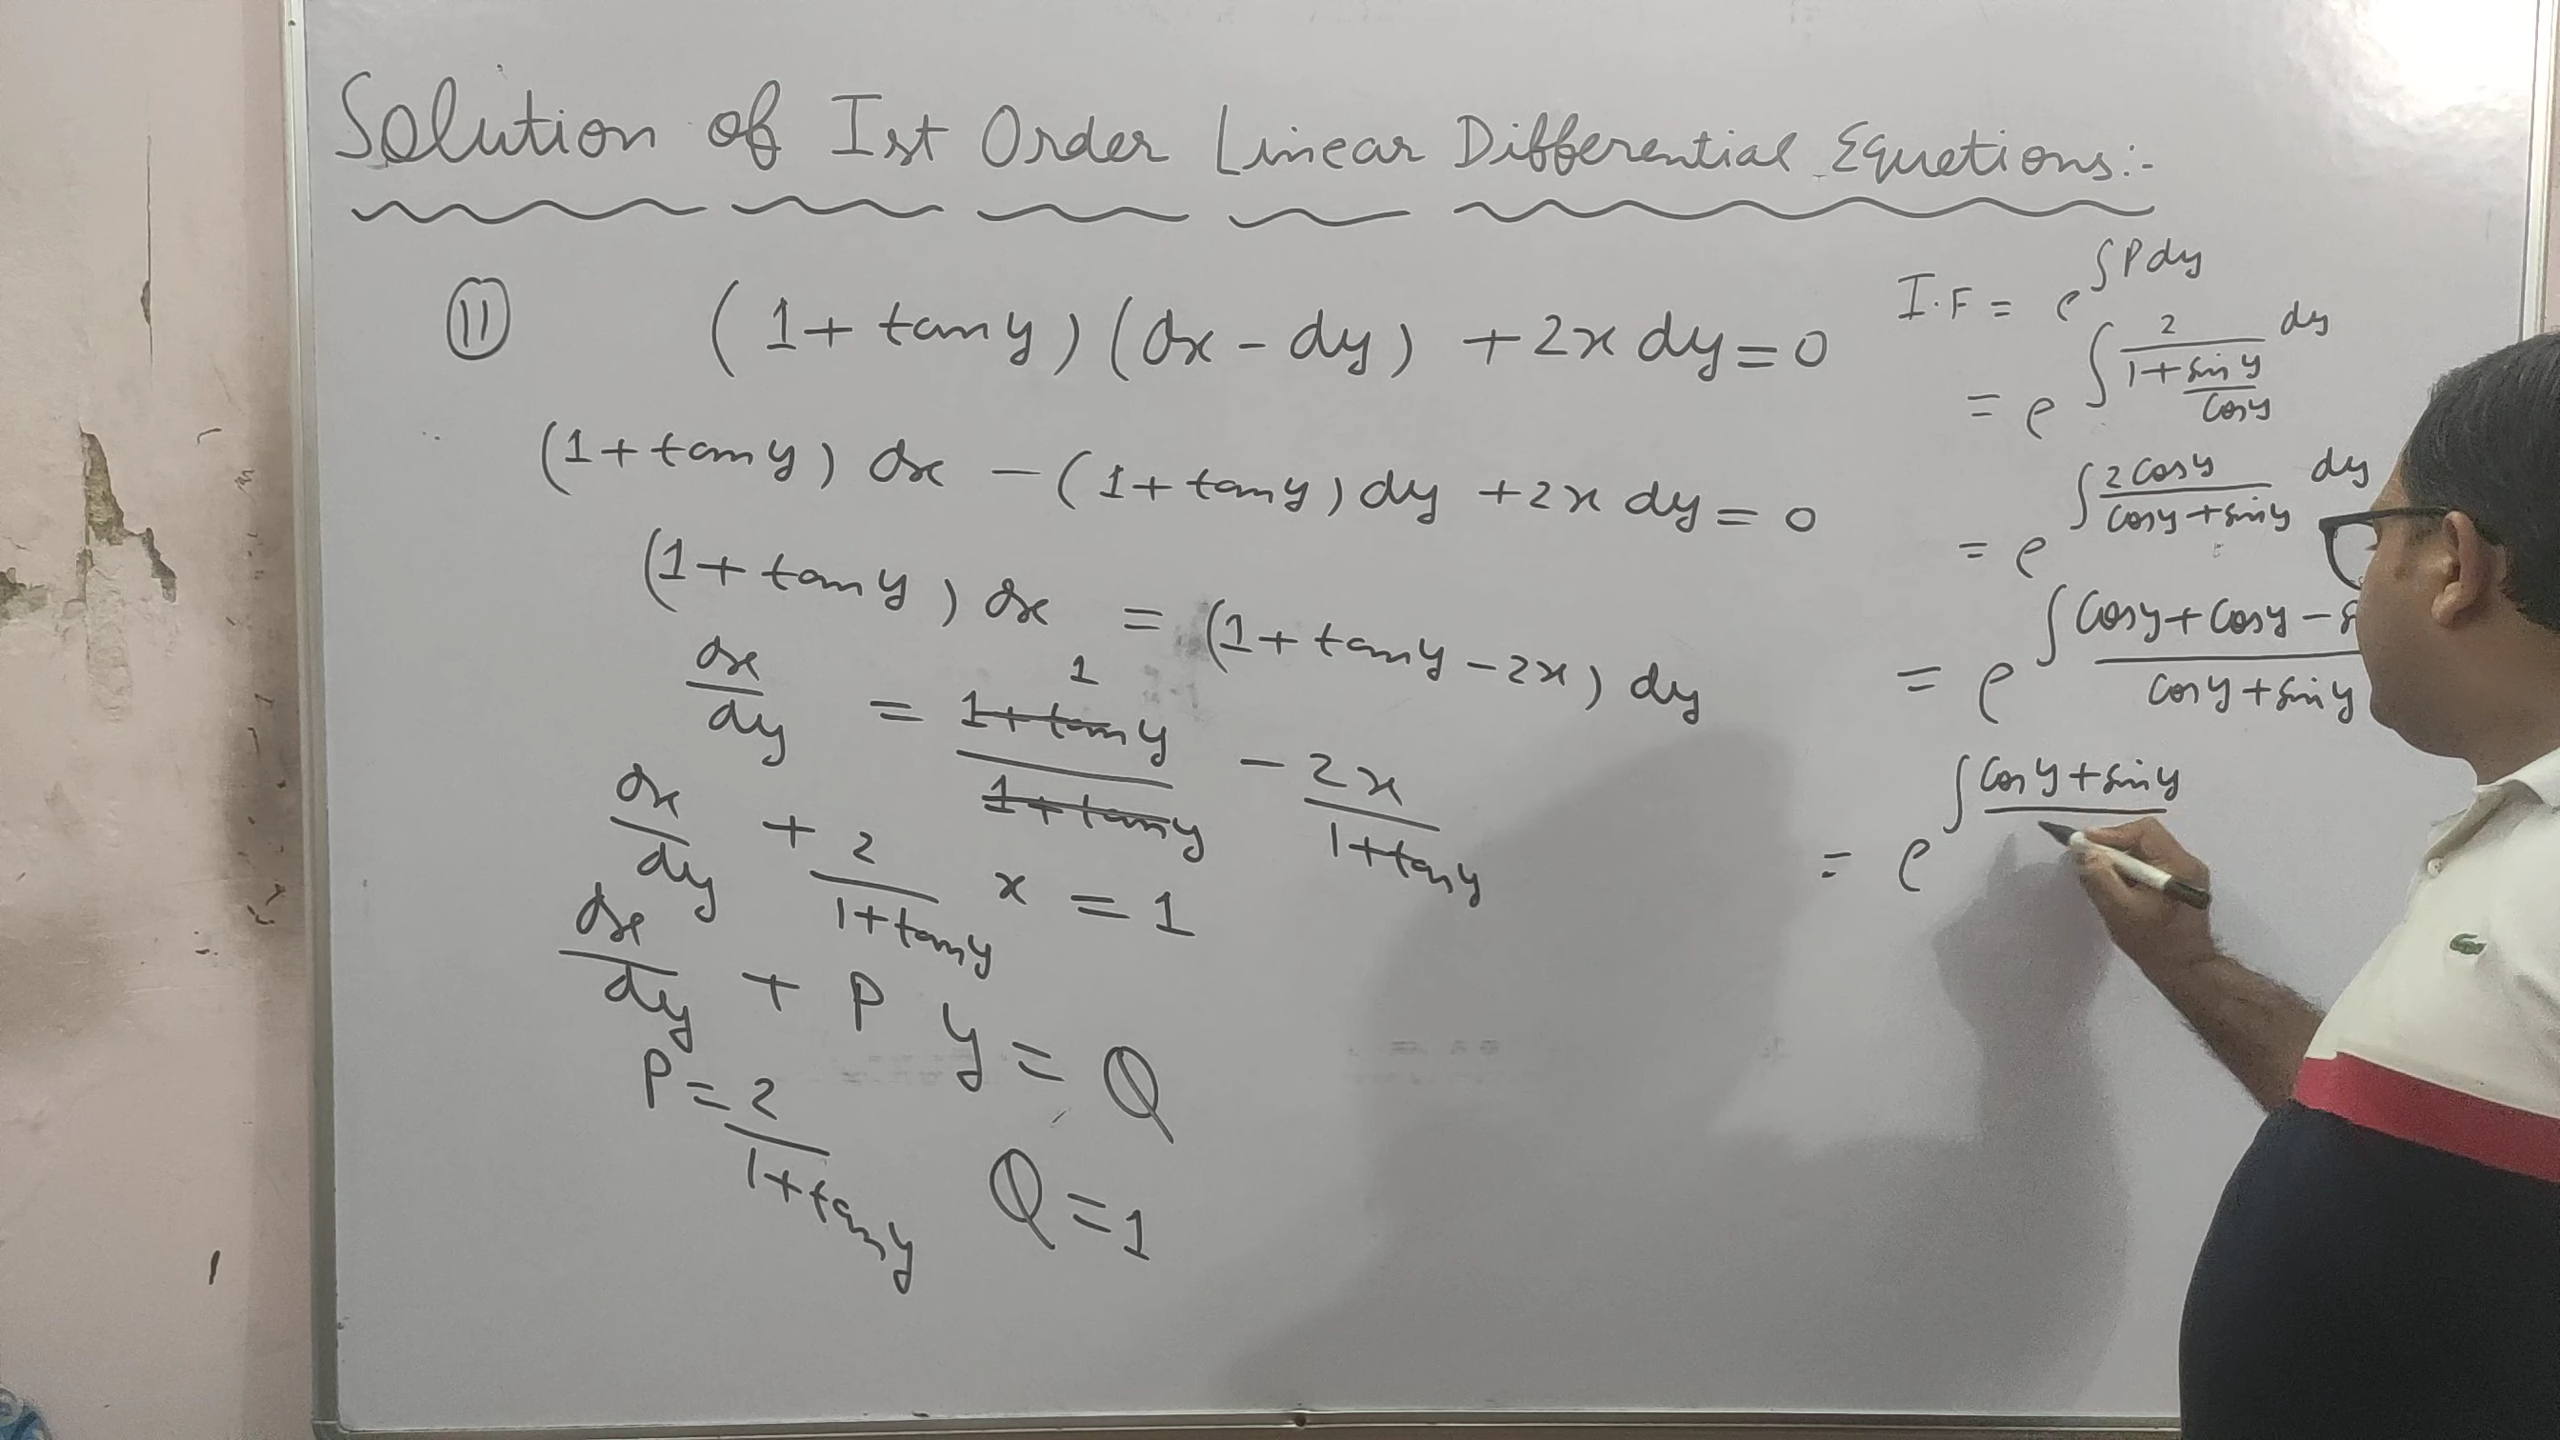 Solution of Ist Order Linear Differential Equetions:-
11 (1 + tan y) (dx - dy) + 2x dy = 0
(1 + tan y) dx - (1 + tan y) dy + 2x dy = 0
(1 + tan y) dx = (1 + tan y - 2x) dy
dx/dy = 1 (1 + tan y)/(1 + tan y) - 2x/(1 + tan y)
dx/dy + 2/(1 + tan y) x = 1
dx/dy + P y = Q
P = 2/(1 + tan y) Q = 1
I.F = e^∫P dy
= e^∫ 2/(1 + sin y/cos y) dy
= e^∫ 2 cos y/(cos y + sin y) dy
= e^∫ (cos y + cos y - /(cos y + sin y)
= e^∫ cos y + sin y